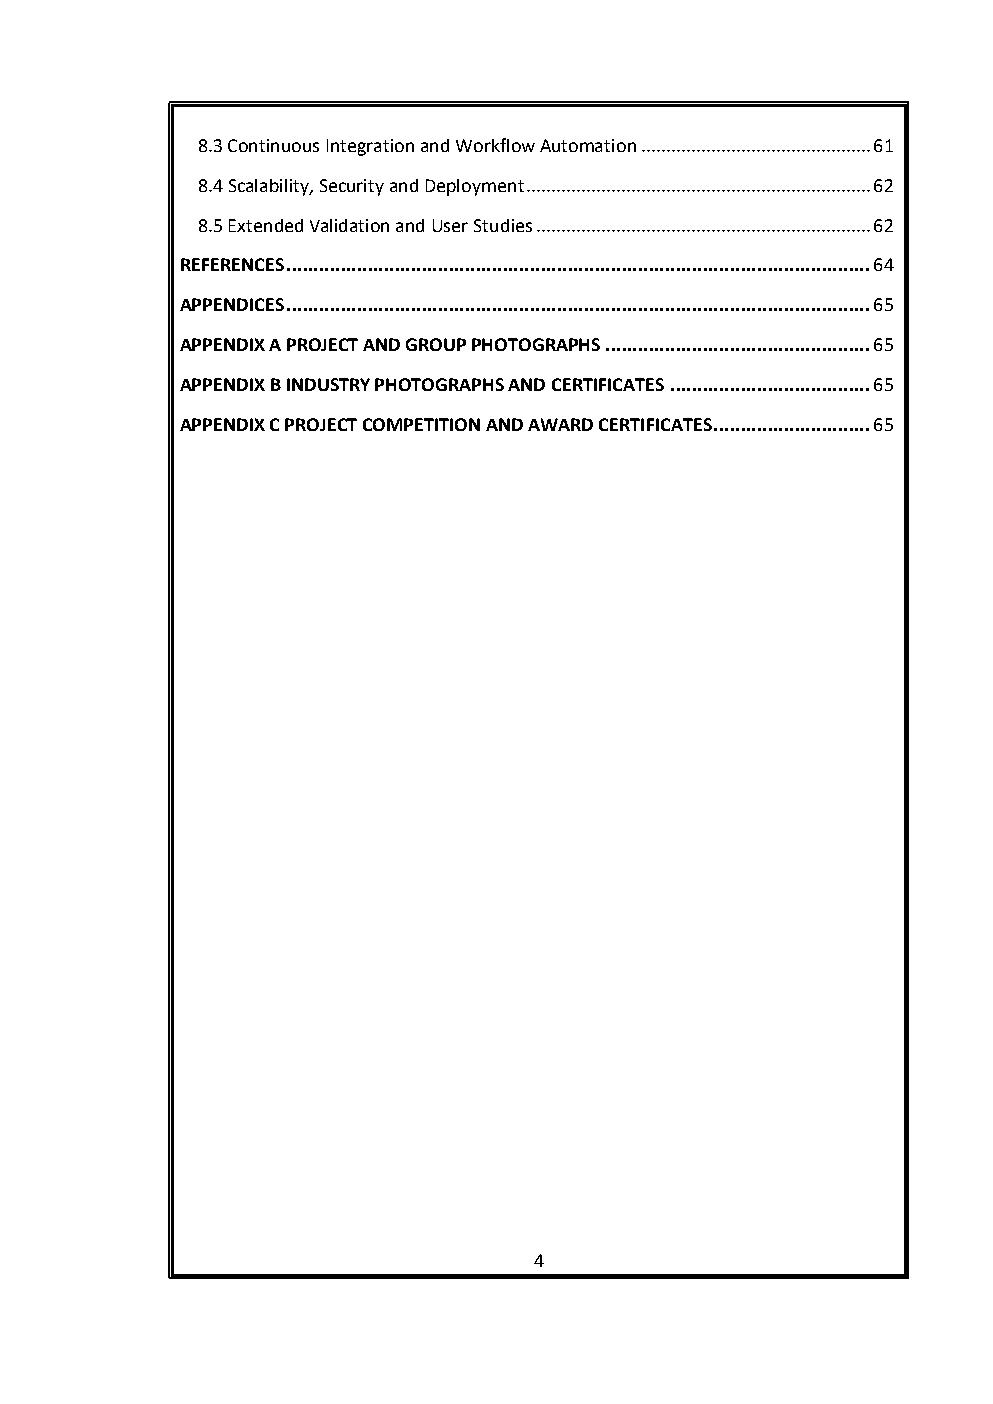 8.3 Continuous Integration and Workflow Automation ............................................. 61
8.4 Scalability, Security and Deployment..................................................................... 62
8.5 Extended Validation and User Studies ................................................................... 62
REFERENCES............................................................................................................. 64
APPENDICES............................................................................................................. 65
APPENDIX A PROJECT AND GROUP PHOTOGRAPHS ................................................. 65
APPENDIX B INDUSTRY PHOTOGRAPHS AND CERTIFICATES ..................................... 65
APPENDIX C PROJECT COMPETITION AND AWARD CERTIFICATES............................. 65
4